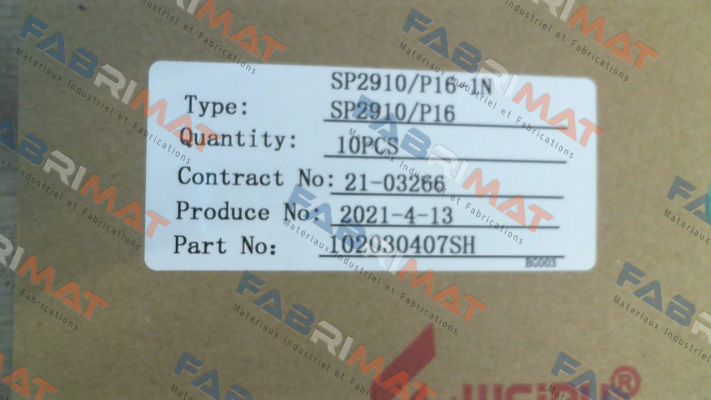 SP2910/P16-1N
Type: SP2910/P16
Quantity: 10PCS
Contract No: 21-03266
Produce No: 2021-4-13
Part No: 102030407SH
BG003
FABRIMAT
Materiaux Industriel et Fabrications